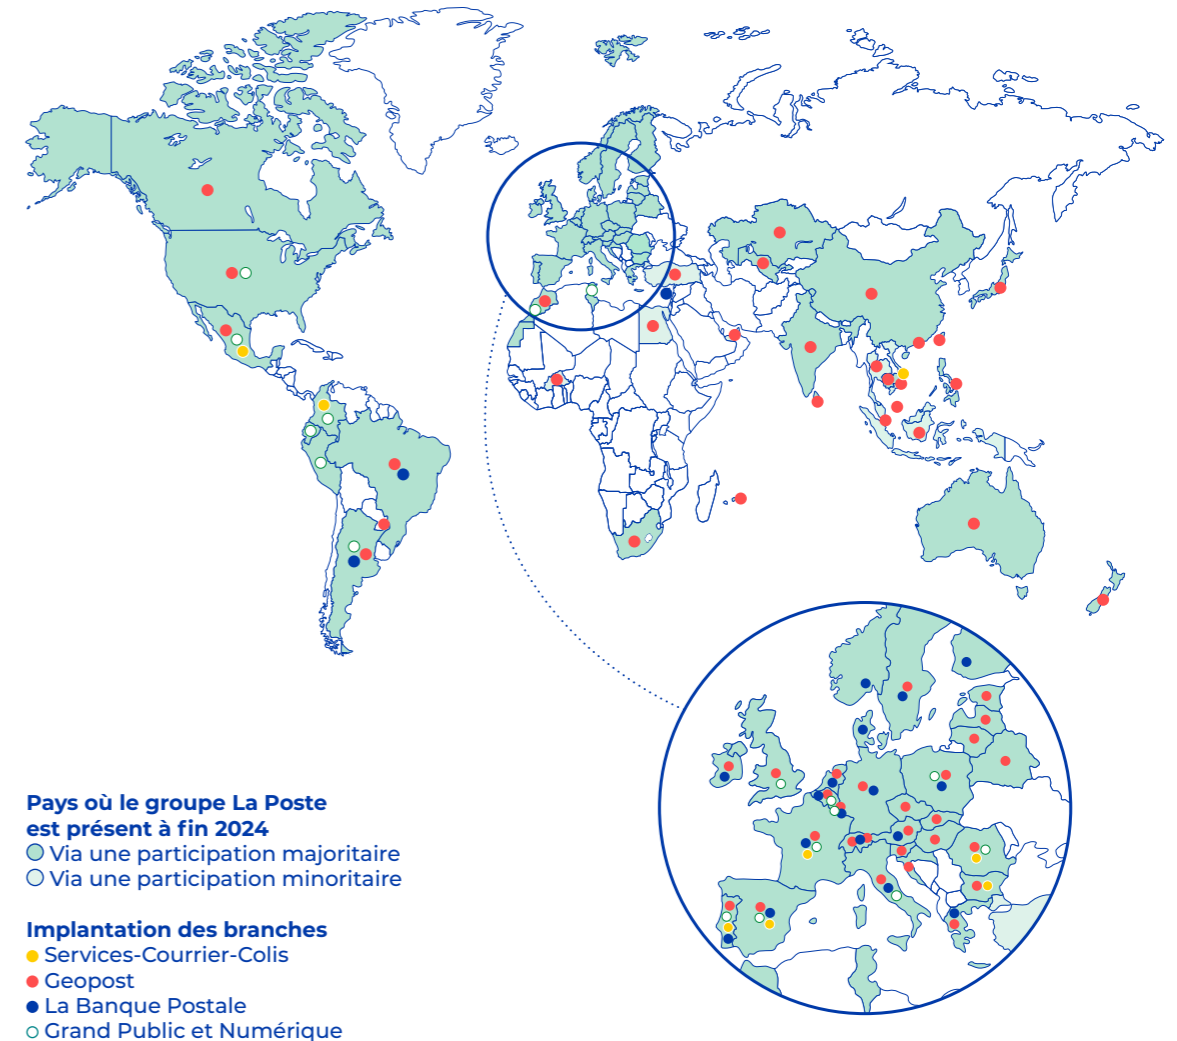 Pays où le groupe La Poste
est présent à fin 2024
Via une participation majoritaire
Via une participation minoritaire
Implantation des branches
Services-Courrier-Colis
Geopost
La Banque Postale
Grand Public et Numérique